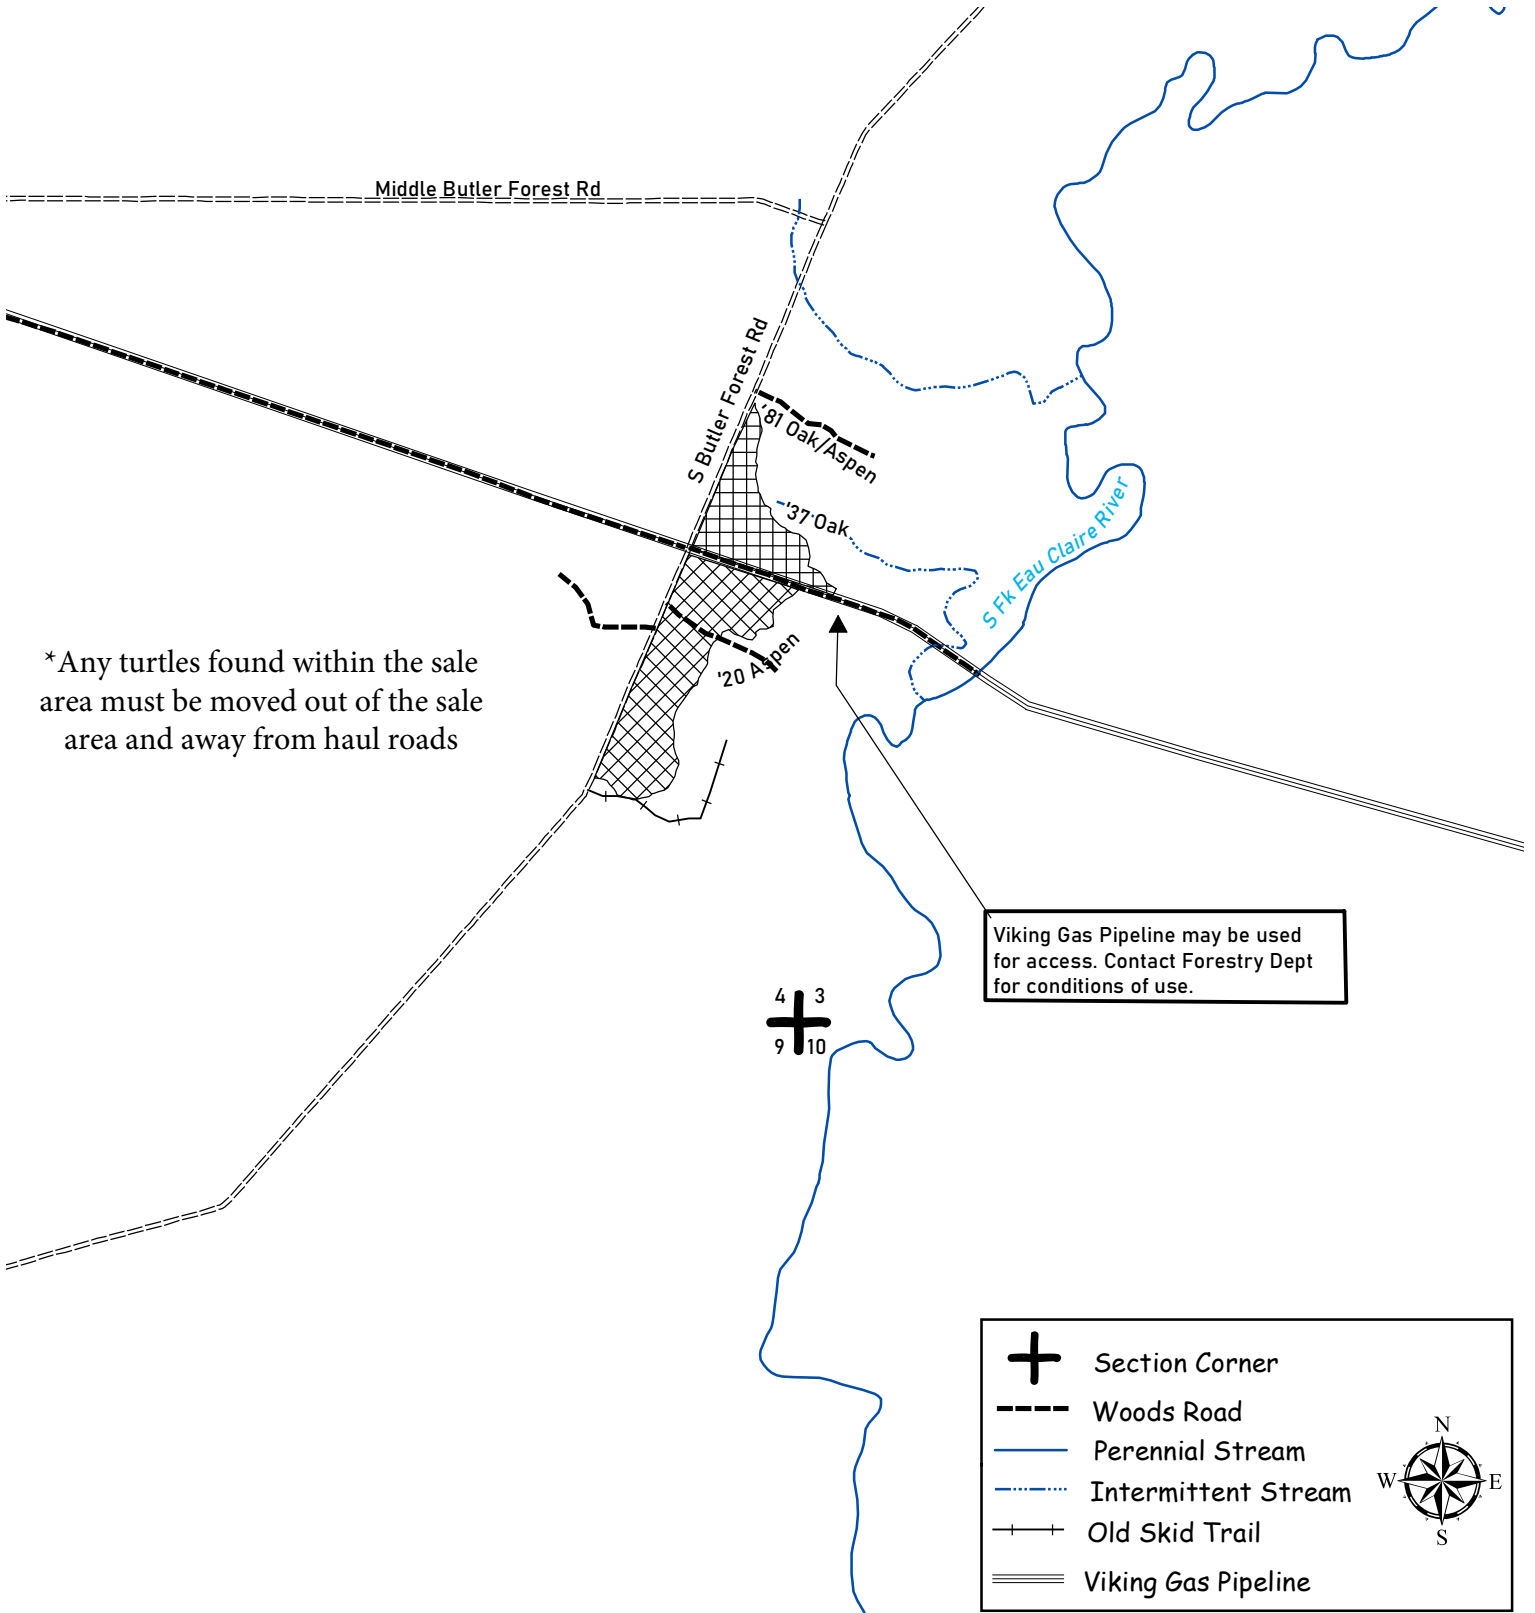 Middle Butler Forest Rd
S Butler Forest Rd
'81 Oak/Aspen
'37 Oak
S Fk Eau Claire River
'20 Aspen
*Any turtles found within the sale
area must be moved out of the sale
area and away from haul roads
Viking Gas Pipeline may be used
for access. Contact Forestry Dept
for conditions of use.
4 3
9 10
Section Corner
Woods Road
Perennial Stream
Intermittent Stream
Old Skid Trail
Viking Gas Pipeline
N
W E
S